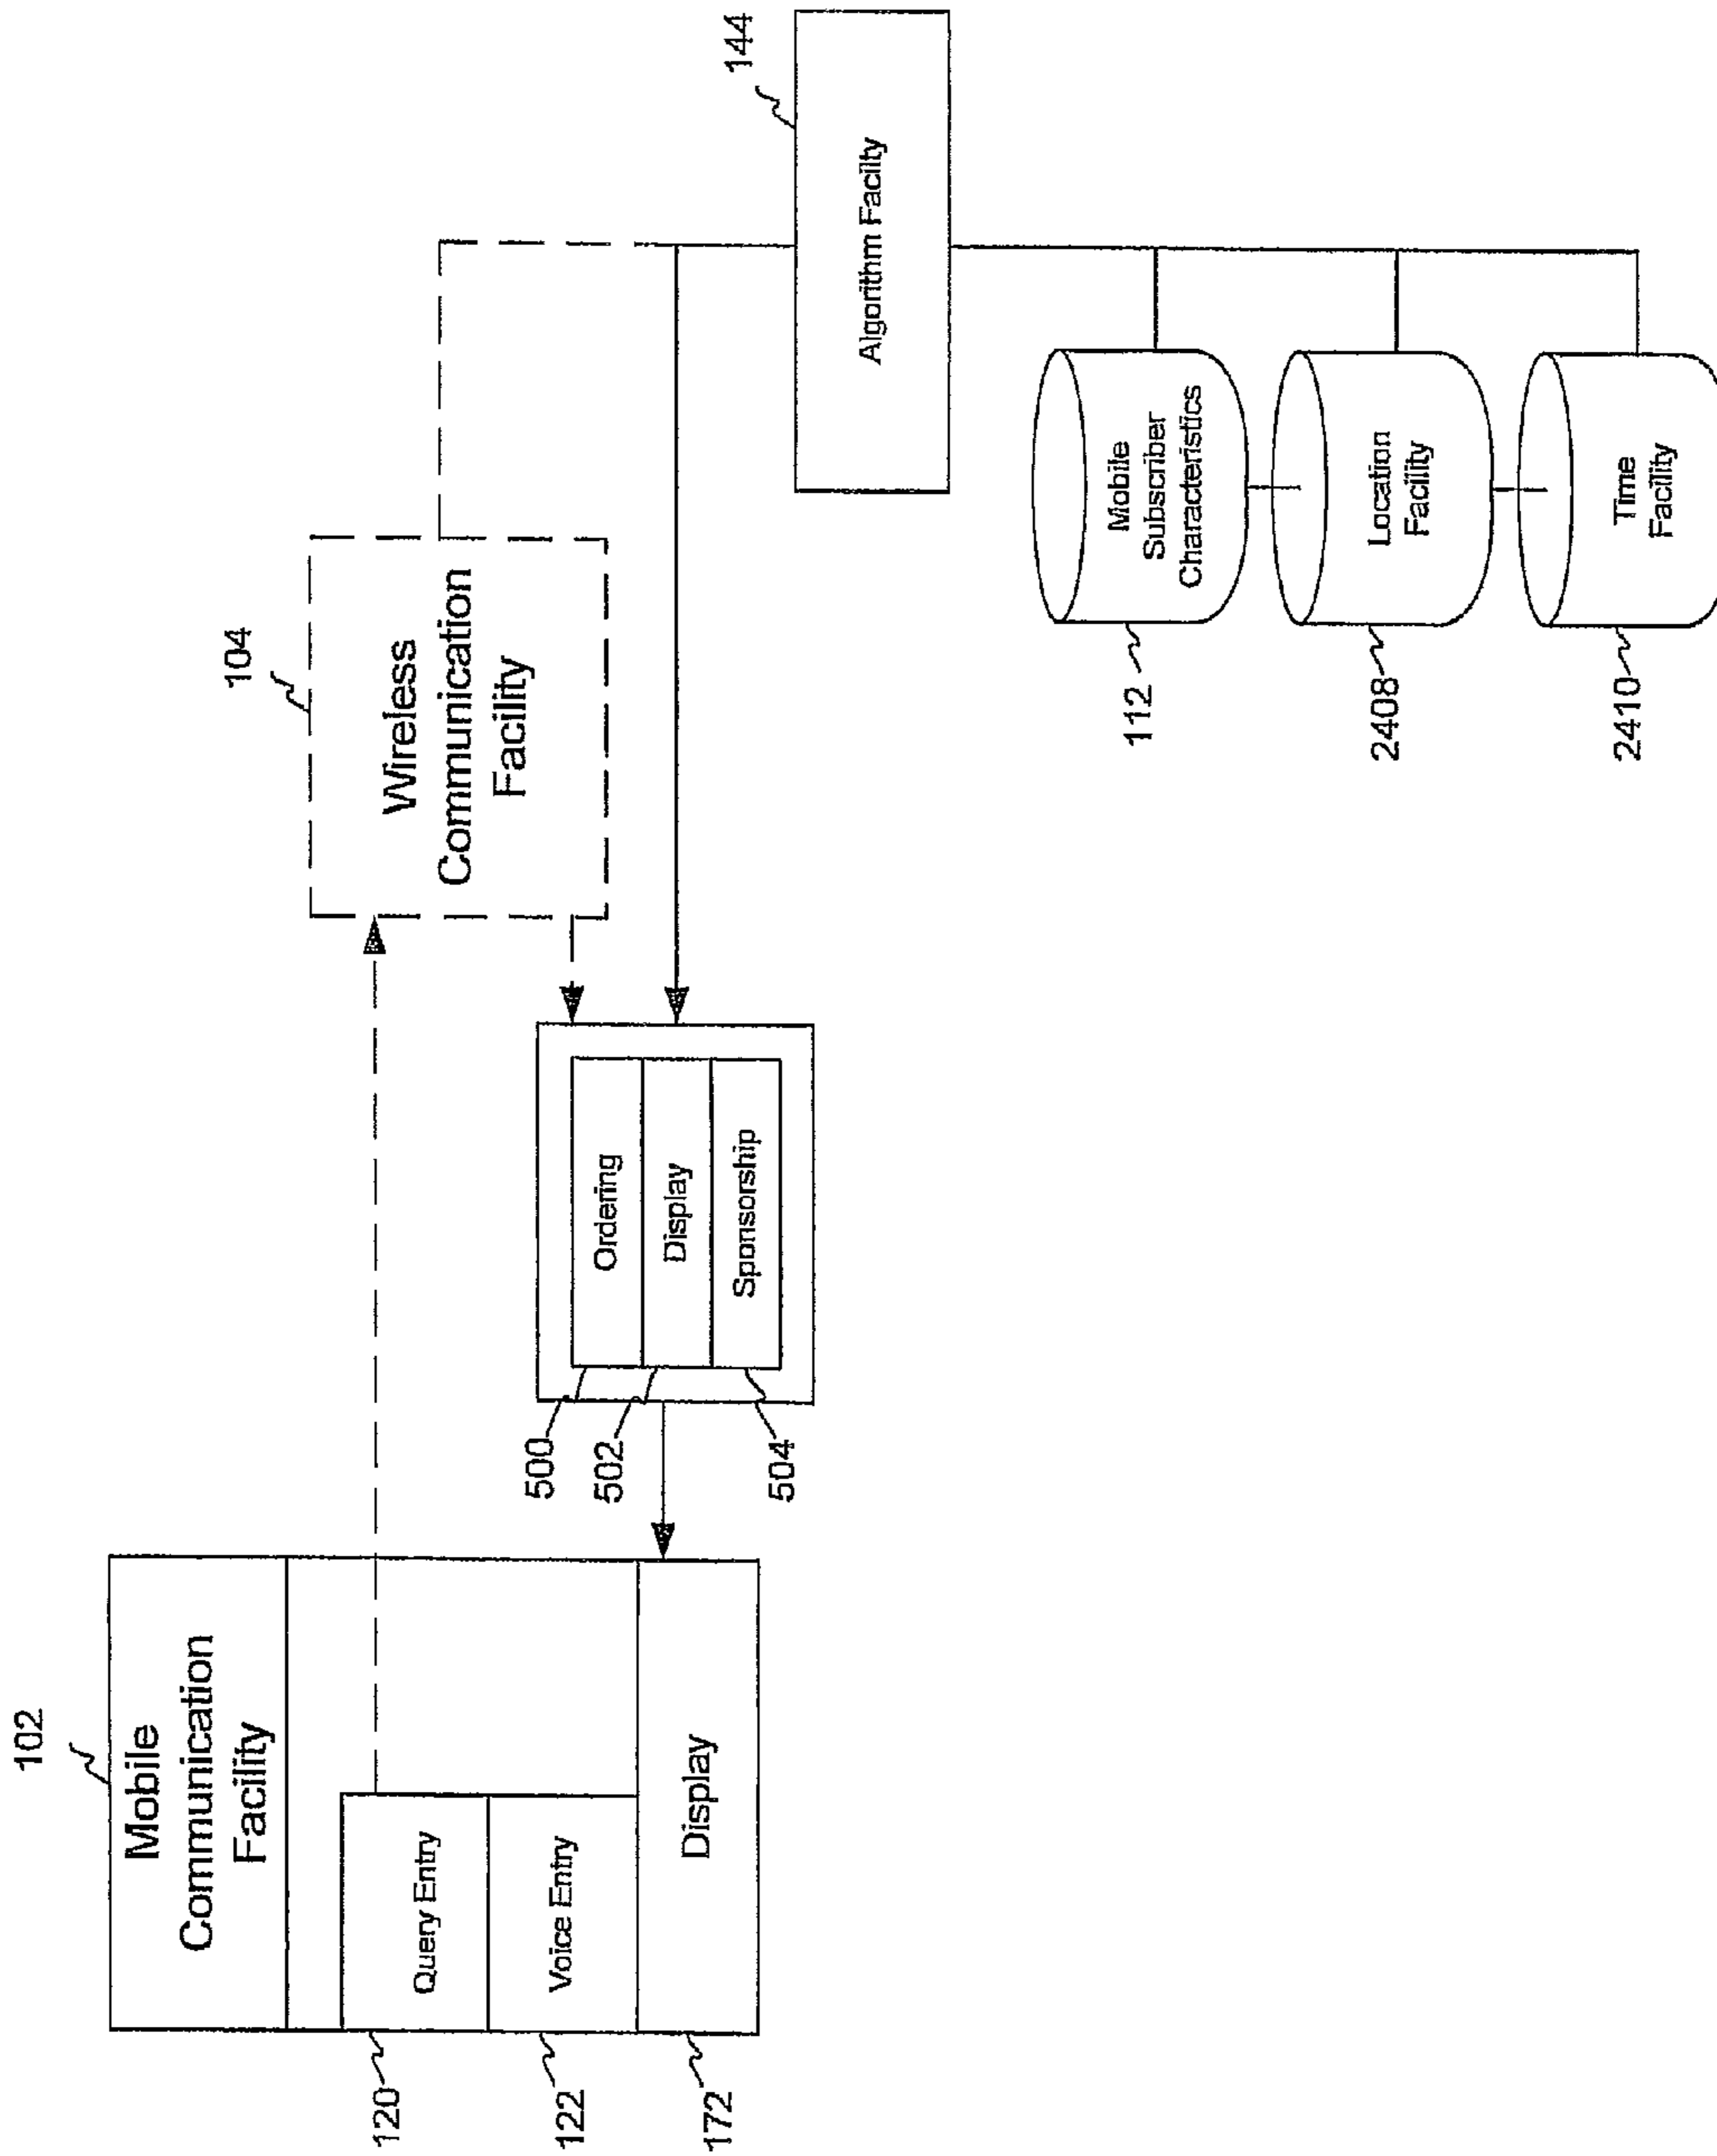 102
Mobile
Communication
Facility
120
Query Entry
122
Voice Entry
172
Display
500
Ordering
502
Display
504
Sponsorship
104
Wireless
Communication
Facility
144
Algorithm Facility
112
Mobile
Subscriber
Characteristics
2408
Location
Facility
2410
Time
Facility